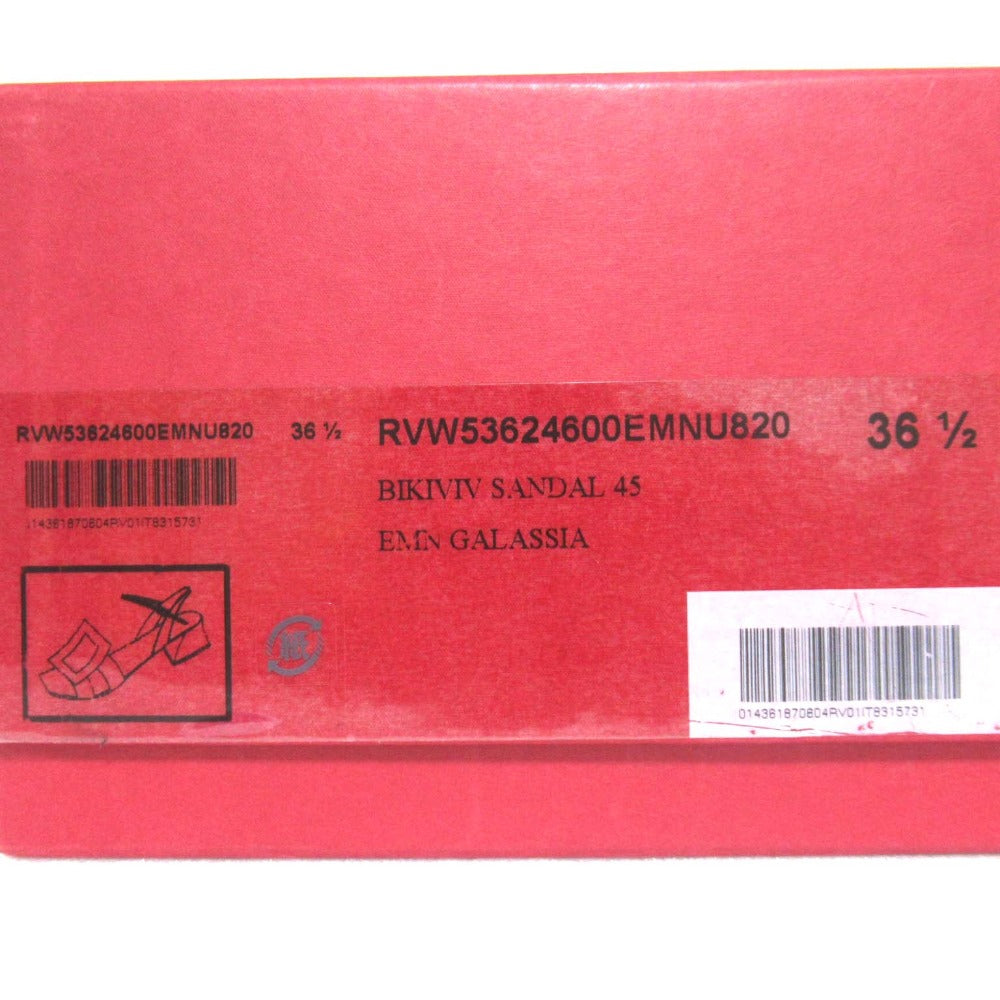 RVW53624600EMNU820 36 ½
014361870804RV01IT8315731
RVW53624600EMNU820 36 ½
BIKIVIV SANDAL 45
EMN GALASSIA
014361870804RV01IT8315731